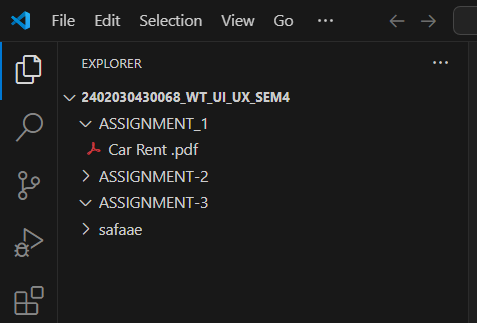 File Edit Selection View Go ...
EXPLORER ...
2402030430068_WT_UI_UX_SEM4
ASSIGNMENT_1
Car Rent .pdf
ASSIGNMENT-2
ASSIGNMENT-3
safaae